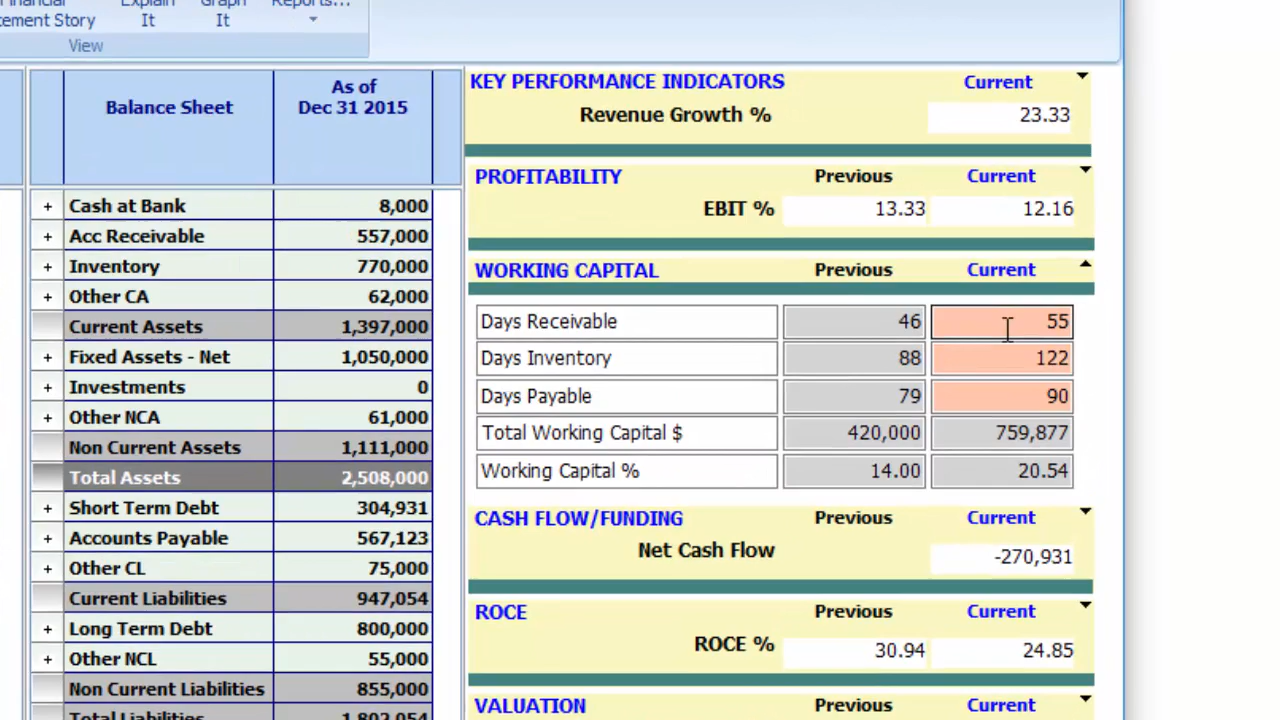 Financial Explain Graph Reports...
ement Story It It
View
Balance Sheet As of
Dec 31 2015
+ Cash at Bank 8,000
+ Acc Receivable 557,000
+ Inventory 770,000
+ Other CA 62,000
Current Assets 1,397,000
+ Fixed Assets - Net 1,050,000
+ Investments 0
+ Other NCA 61,000
Non Current Assets 1,111,000
Total Assets 2,508,000
+ Short Term Debt 304,931
+ Accounts Payable 567,123
+ Other CL 75,000
Current Liabilities 947,054
+ Long Term Debt 800,000
+ Other NCL 55,000
Non Current Liabilities 855,000
Total Liabilities 1,802,054
KEY PERFORMANCE INDICATORS Current
Revenue Growth % 23.33
PROFITABILITY Previous Current
EBIT % 13.33 12.16
WORKING CAPITAL Previous Current
Days Receivable 46 55
Days Inventory 88 122
Days Payable 79 90
Total Working Capital $ 420,000 759,877
Working Capital % 14.00 20.54
CASH FLOW/FUNDING Previous Current
Net Cash Flow -270,931
ROCE Previous Current
ROCE % 30.94 24.85
VALUATION Previous Current